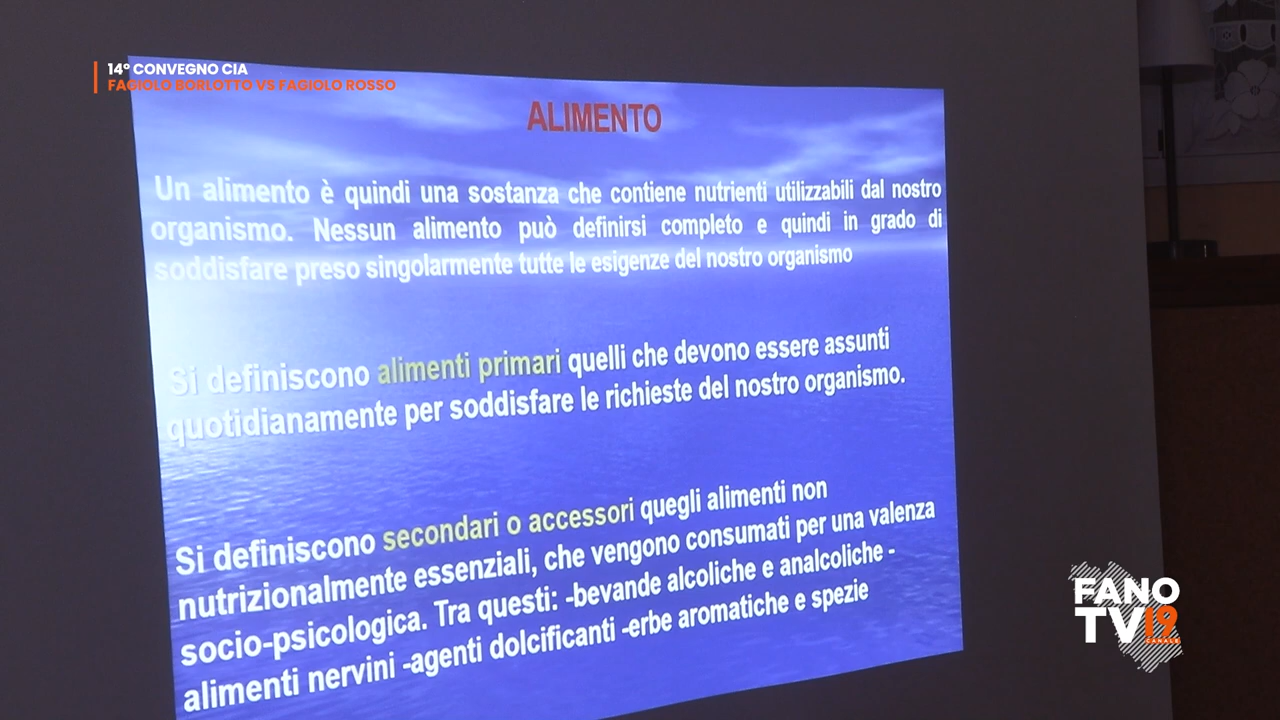 14° CONVEGNO CIA
FAGIOLO BORLOTTO VS FAGIOLO ROSSO
ALIMENTO
Un alimento è quindi una sostanza che contiene nutrienti utilizzabili dal nostro
organismo. Nessun alimento può definirsi completo e quindi in grado di
soddisfare preso singolarmente tutte le esigenze del nostro organismo
Si definiscono alimenti primari quelli che devono essere assunti
quotidianamente per soddisfare le richieste del nostro organismo.
Si definiscono secondari o accessori quegli alimenti non
nutrizionalmente essenziali, che vengono consumati per una valenza
socio-psicologica. Tra questi: -bevande alcoliche e analcoliche -
alimenti nervini -agenti dolcificanti -erbe aromatiche e spezie
FANO
TV19
CANALE